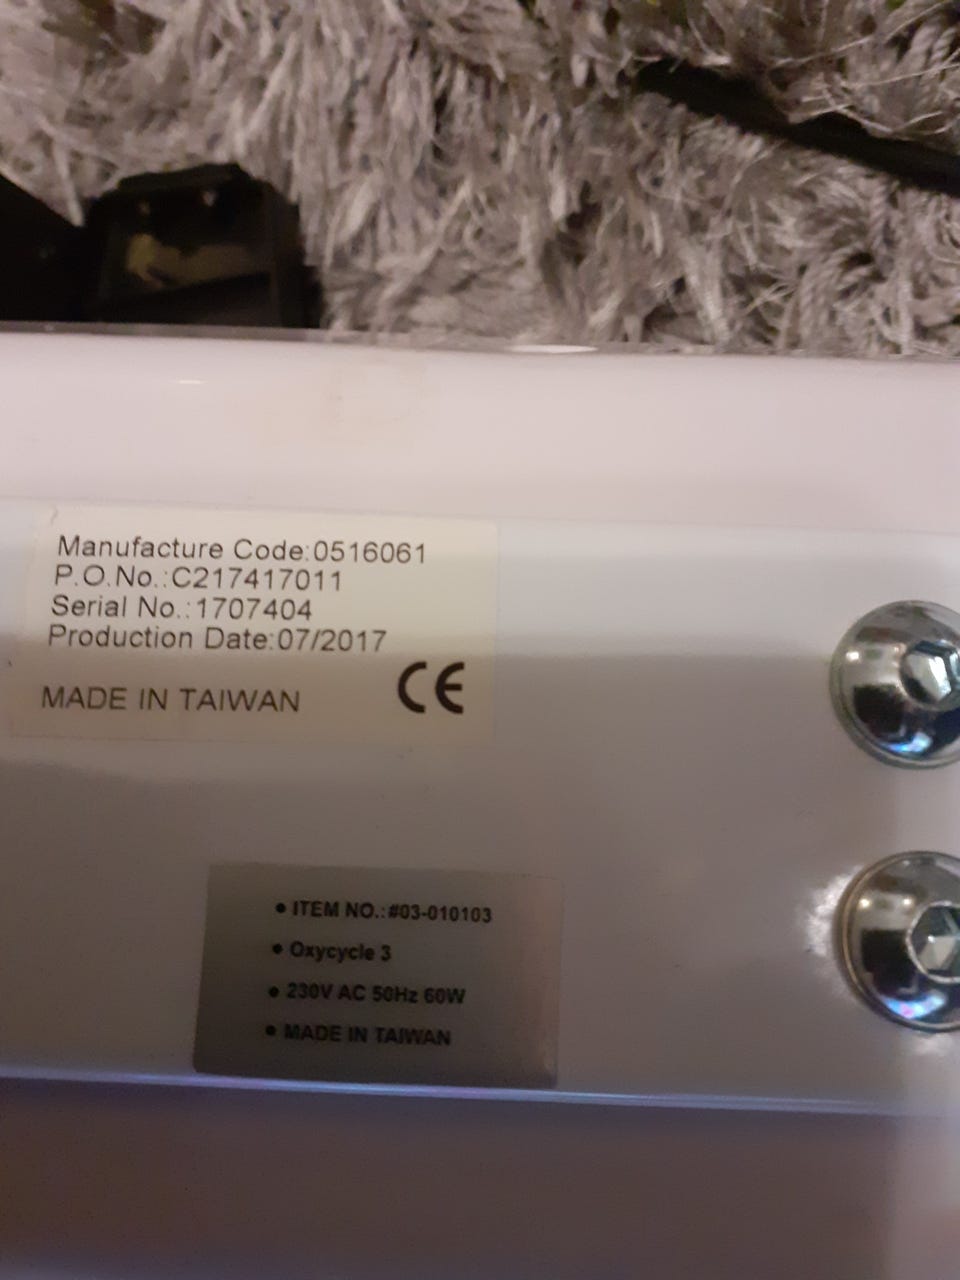 Manufacture Code:0516061
P.O.No.:C217417011
Serial No.:1707404
Production Date:07/2017
MADE IN TAIWAN CE
• ITEM NO.:#03-010103
• Oxycycle 3
• 230V AC 50Hz 60W
• MADE IN TAIWAN